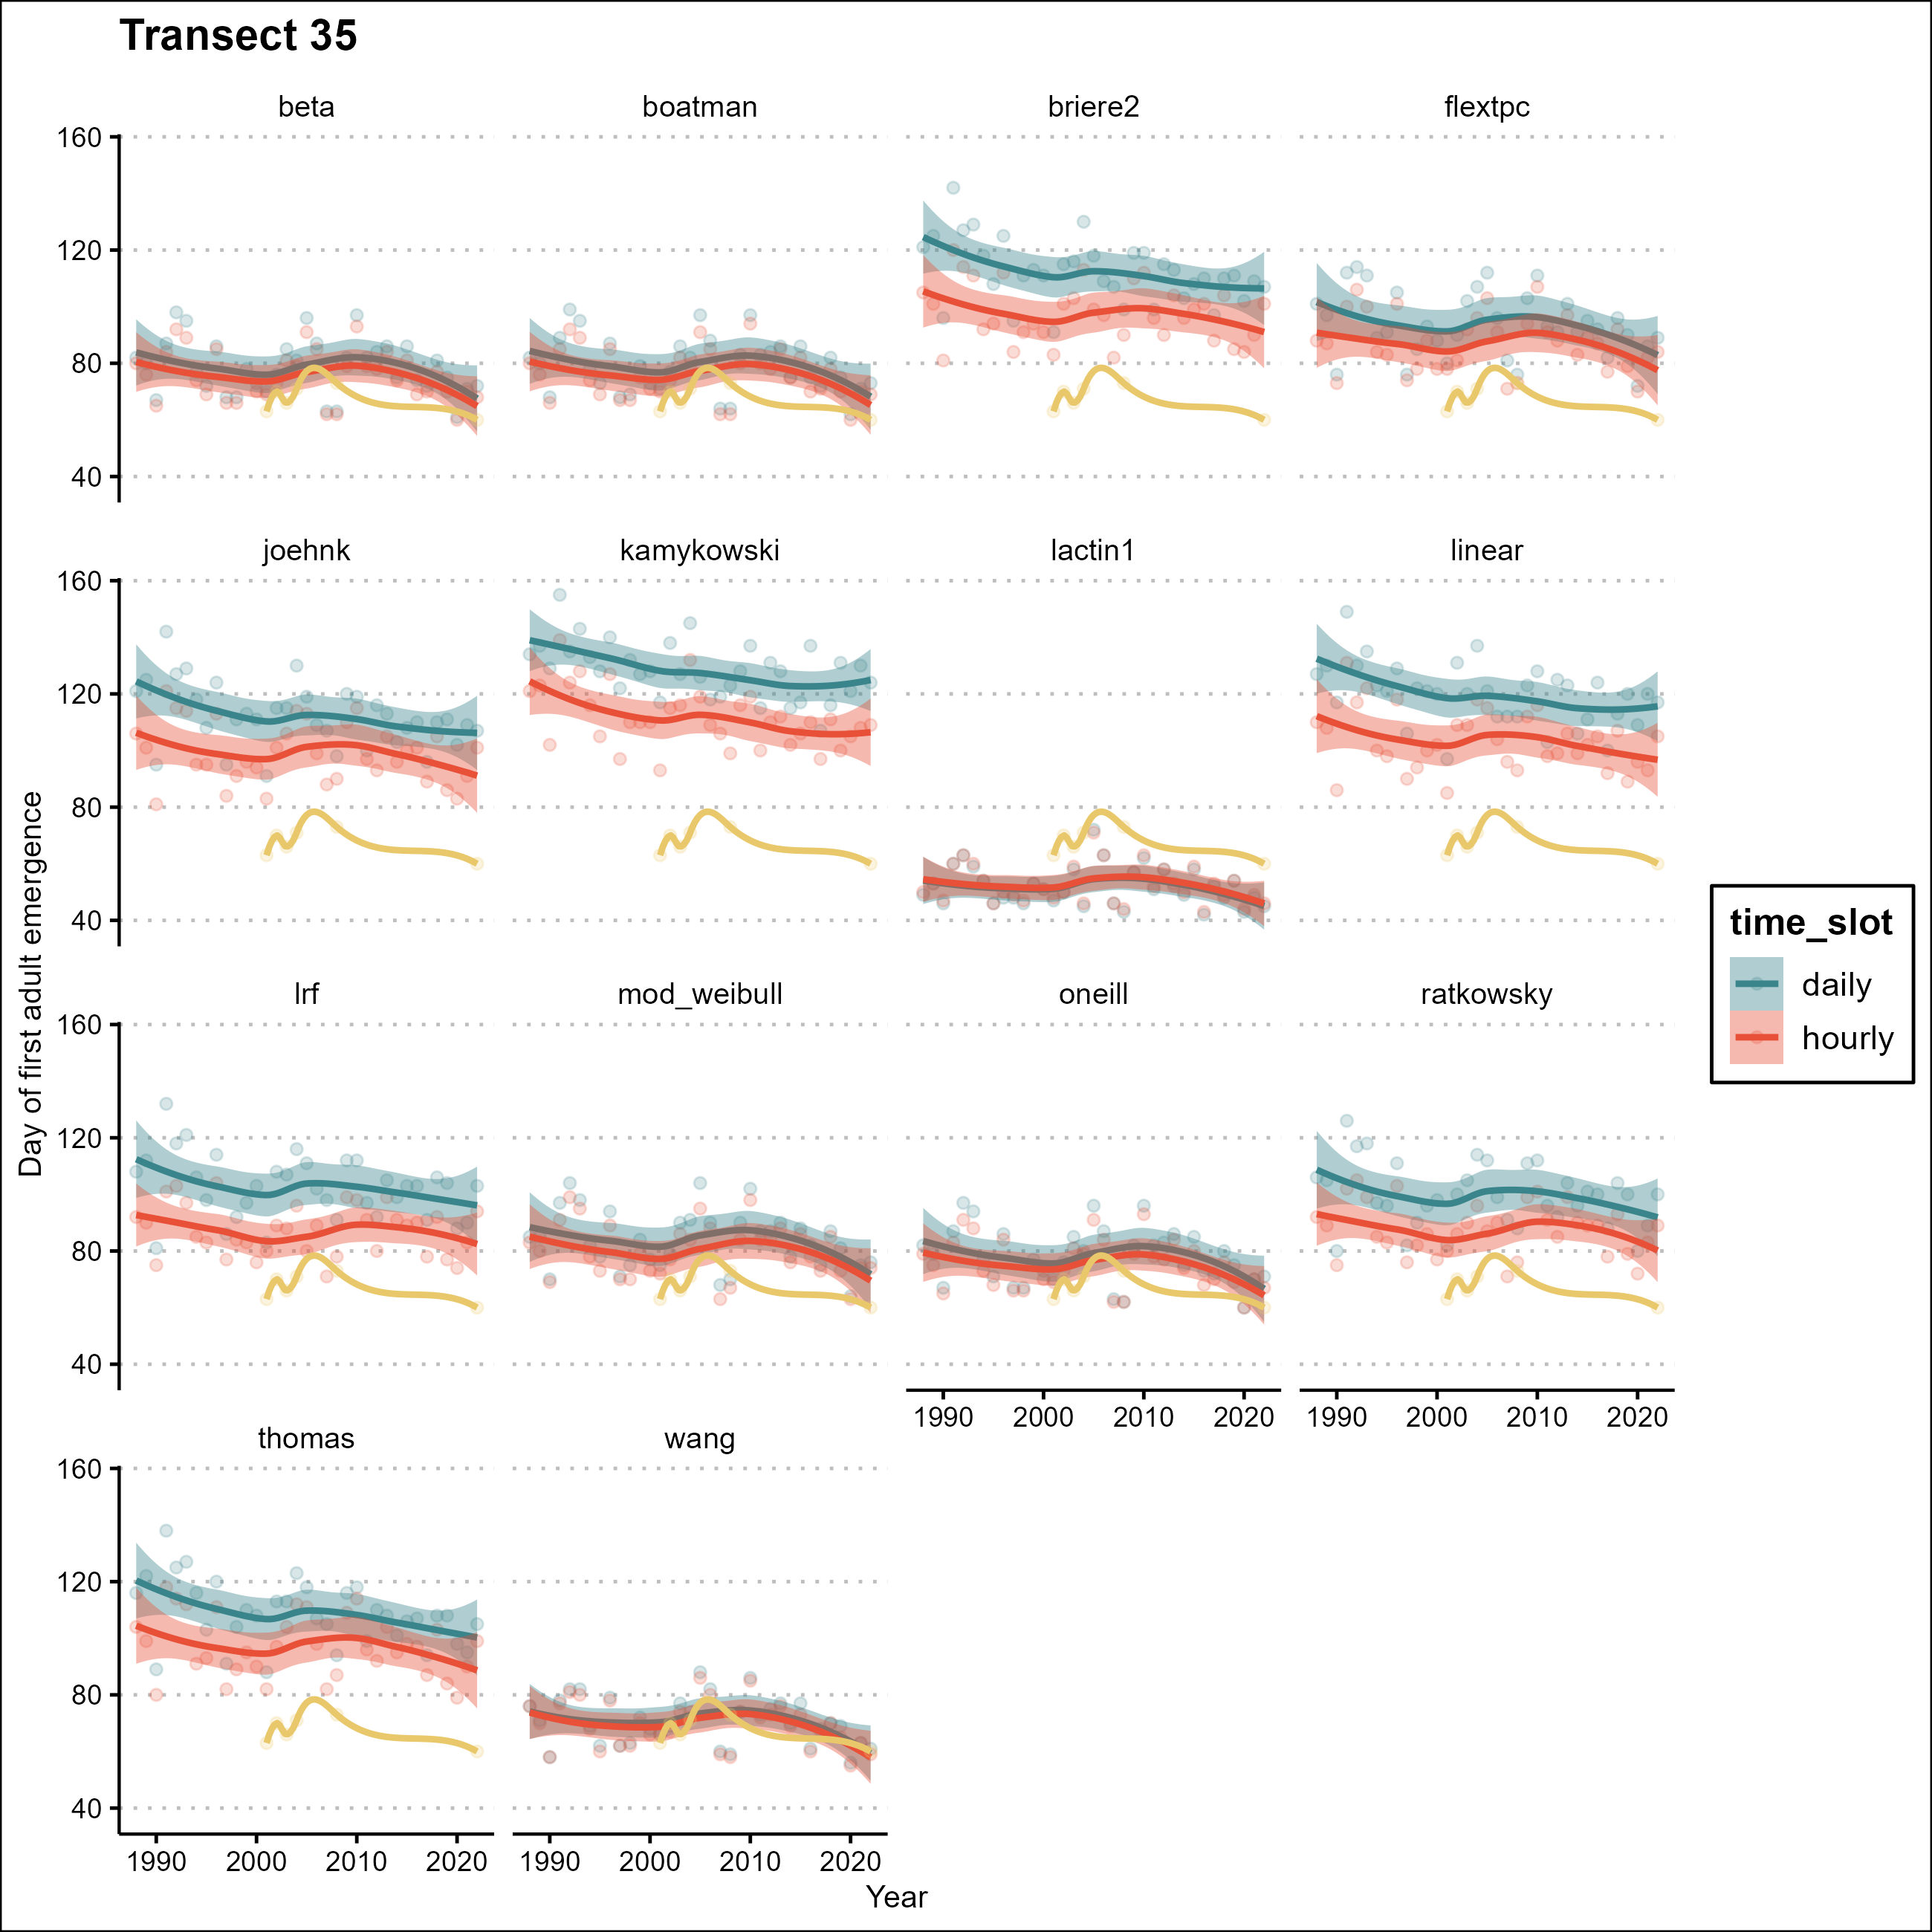 Transect 35
beta boatman briere2 flextpc
160
120
80
40
joehnk kamykowski lactin1 linear
160
120
80
40
Day of first adult emergence
time_slot
daily
hourly
lrf mod_weibull oneill ratkowsky
160
120
80
40
1990 2000 2010 2020 1990 2000 2010 2020
thomas wang
160
120
80
40
1990 2000 2010 2020 1990 2000 2010 2020
Year